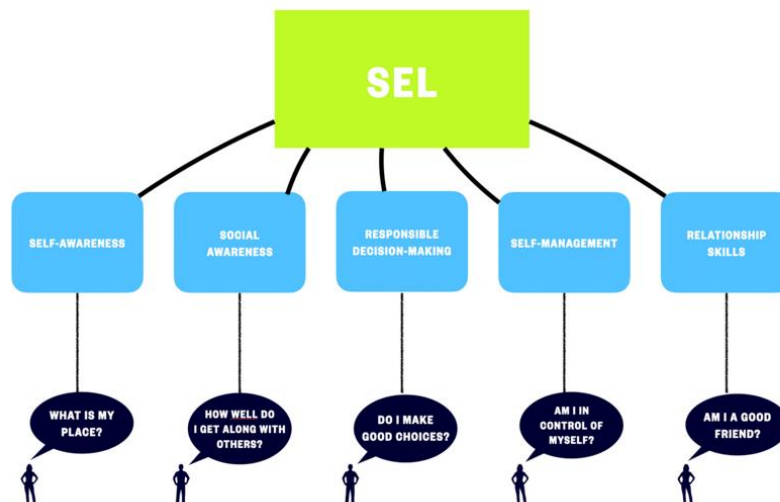 SEL
SELF-AWARENESS
SOCIAL
AWARENESS
RESPONSIBLE
DECISION-MAKING
SELF-MANAGEMENT
RELATIONSHIP
SKILLS
WHAT IS MY
PLACE?
HOW WELL DO
I GET ALONG WITH
OTHERS?
DO I MAKE
GOOD CHOICES?
AM I IN
CONTROL OF
MYSELF?
AM I A GOOD
FRIEND?